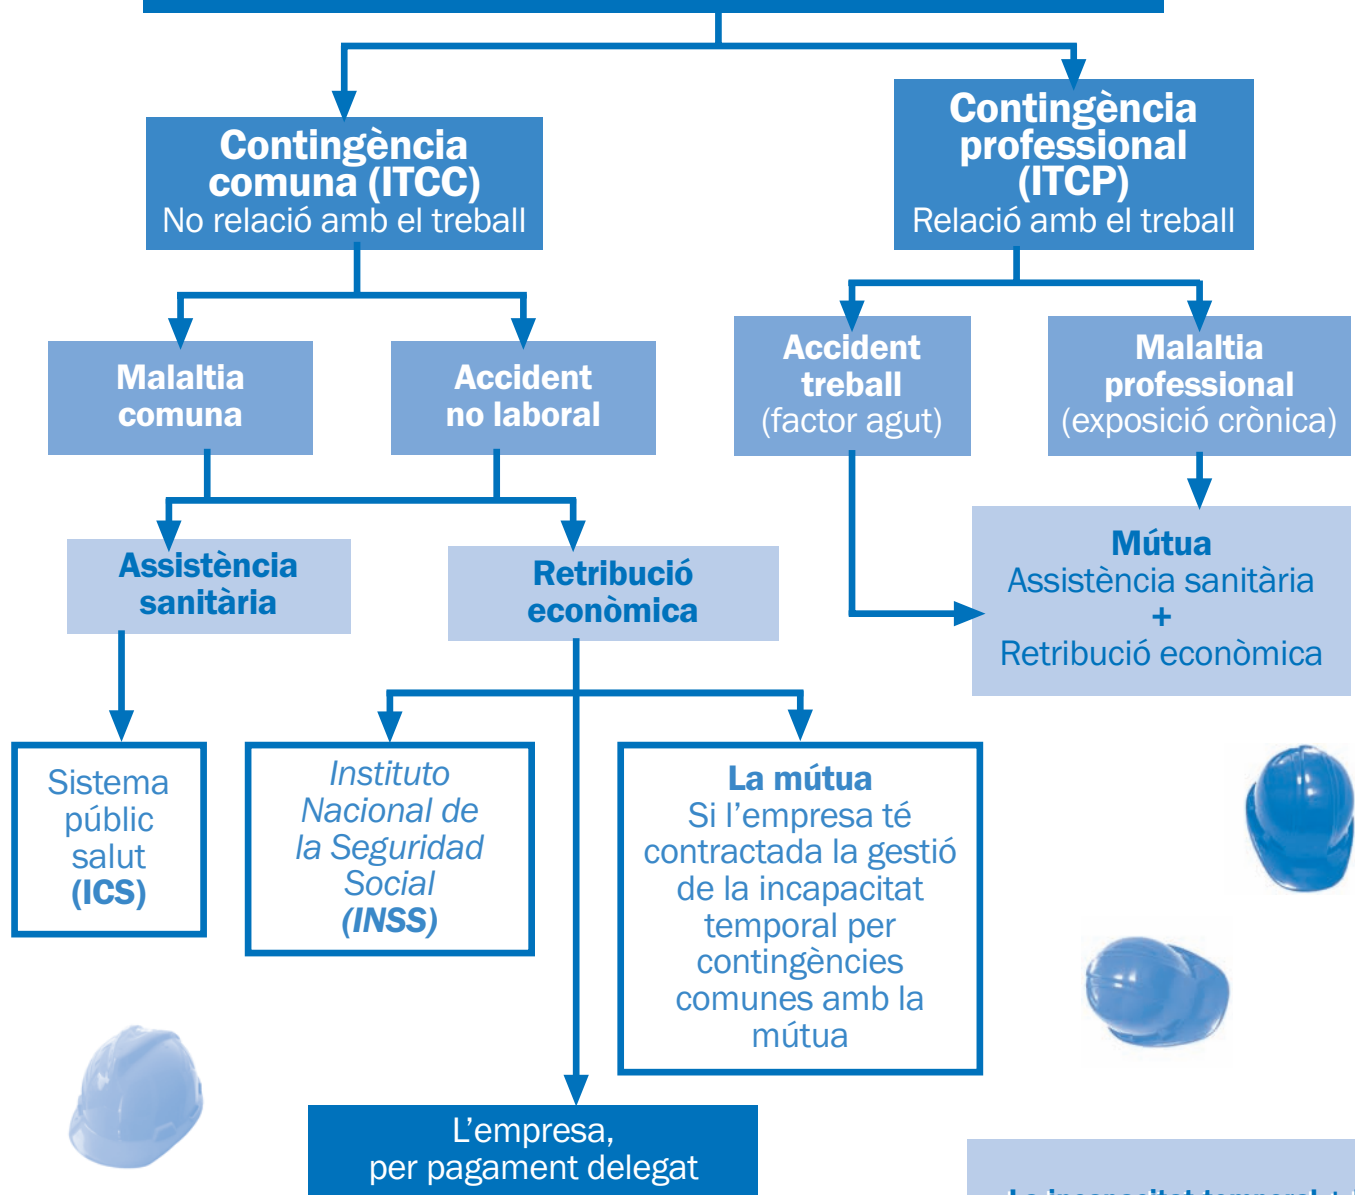 Contingència
comuna (ITCC)
No relació amb el treball
Contingència
professional
(ITCP)
Relació amb el treball
Malaltia
comuna
Accident
no laboral
Accident
treball
(factor agut)
Malaltia
professional
(exposició crònica)
Assistència
sanitària
Retribució
econòmica
Mútua
Assistència sanitària
+
Retribució econòmica
Sistema
públic
salut
(ICS)
Instituto
Nacional de
la Seguridad
Social
(INSS)
La mútua
Si l’empresa té
contractada la gestió
de la incapacitat
temporal per
contingències
comunes amb la
mútua
L’empresa,
per pagament delegat
La incapacitat temporal